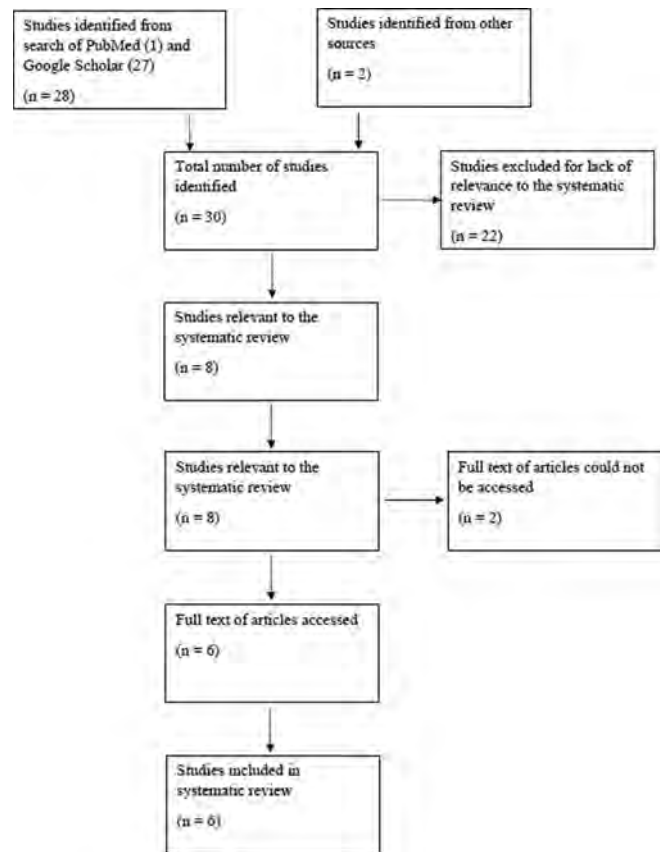 Studies identified from
search of PubMed (1) and
Google Scholar (27)
(n = 28)
Studies identified from other
sources
(n = 2)
Total number of studies
identified
(n = 30)
Studies excluded for lack of
relevance to the systematic
review
(n = 22)
Studies relevant to the
systematic review
(n = 8)
Studies relevant to the
systematic review
(n = 8)
Full text of articles could not
be accessed
(n = 2)
Full text of articles accessed
(n = 6)
Studies included in
systematic review
(n = 6)